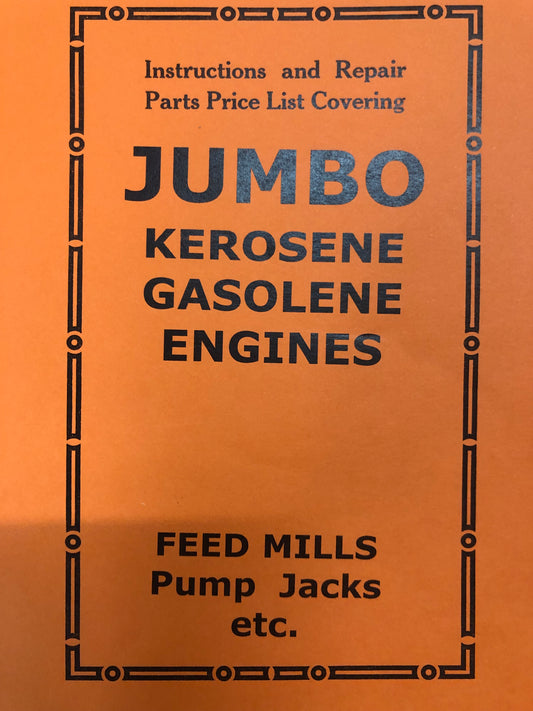 Instructions and Repair
Parts Price List Covering
JUMBO
KEROSENE
GASOLENE
ENGINES
FEED MILLS
Pump Jacks
etc.